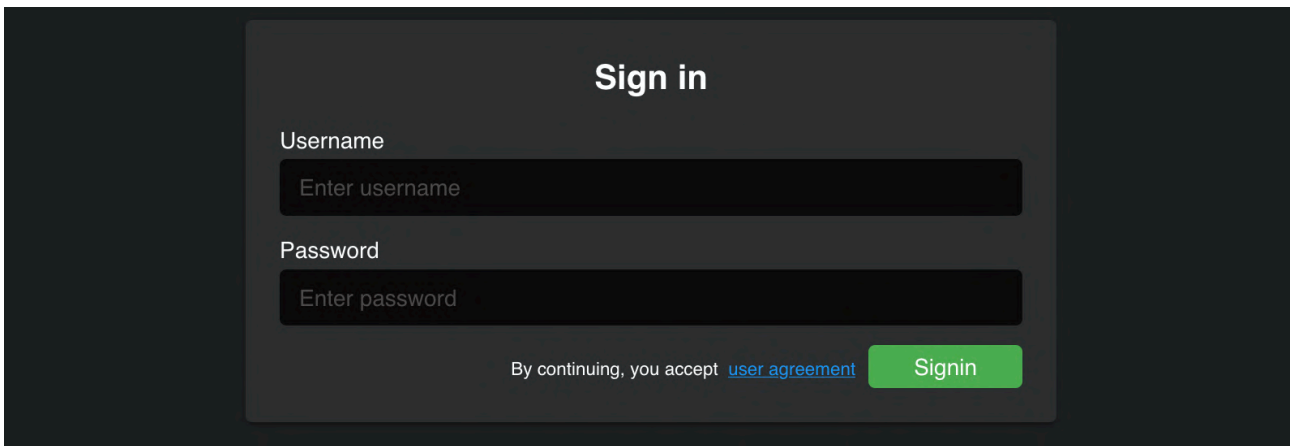 Sign in
Username
Enter username
Password
Enter password
By continuing, you accept user agreement Signin